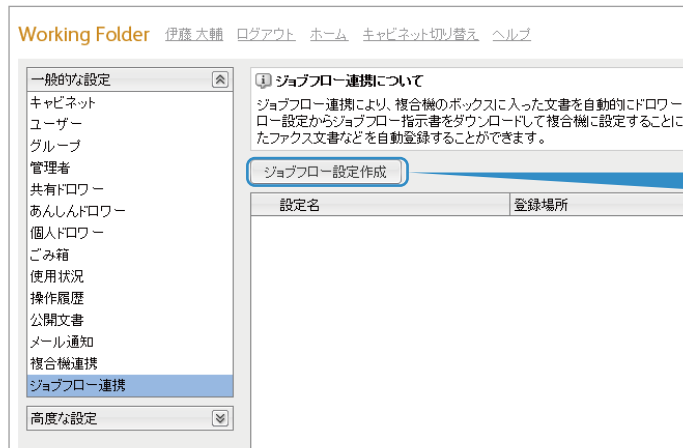 Working Folder 伊藤 大輔 ログアウト ホーム キャビネット切り替え ヘルプ
一般的な設定
キャビネット
ユーザー
グループ
管理者
共有ドロワー
あんしんドロワー
個人ドロワー
ごみ箱
使用状況
操作履歴
公開文書
メール通知
複合機連携
ジョブフロー連携
高度な設定
ジョブフロー連携について
ジョブフロー連携により、複合機のボックスに入った文書を自動的にドロワー
ロー設定からジョブフロー指示書をダウンロードして複合機に設定することに
たファクス文書などを自動登録することができます。
ジョブフロー設定作成
設定名 登録場所